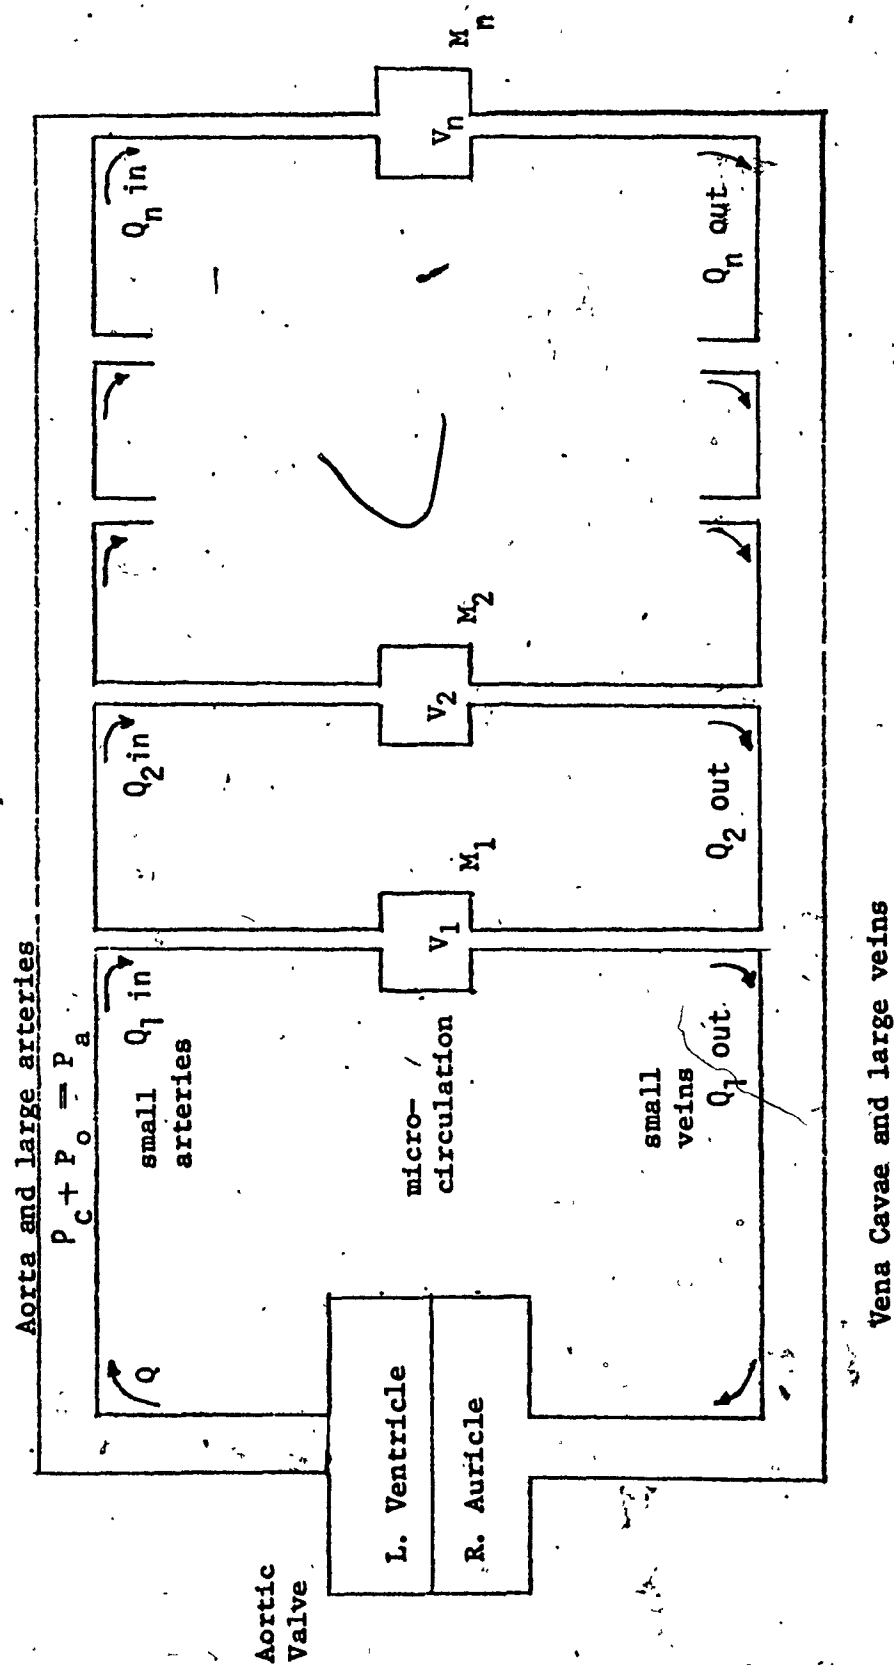 Aorta and large arteries
P_c + P_o = P_a
Q
Q_1 in
Q_2 in
Q_n in
small
arteries
Aortic
Valve
L. Ventricle
R. Auricle
micro-
circulation
V_1
M_1
V_2
M_2
V_n
M_n
small
veins
Q_1 out
Q_2 out
Q_n out
Vena Cavae and large veins